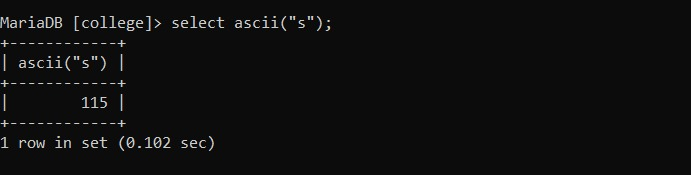 MariaDB [college]> select ascii("s");
+------------+
| ascii("s") |
+------------+
|        115 |
+------------+
1 row in set (0.102 sec)